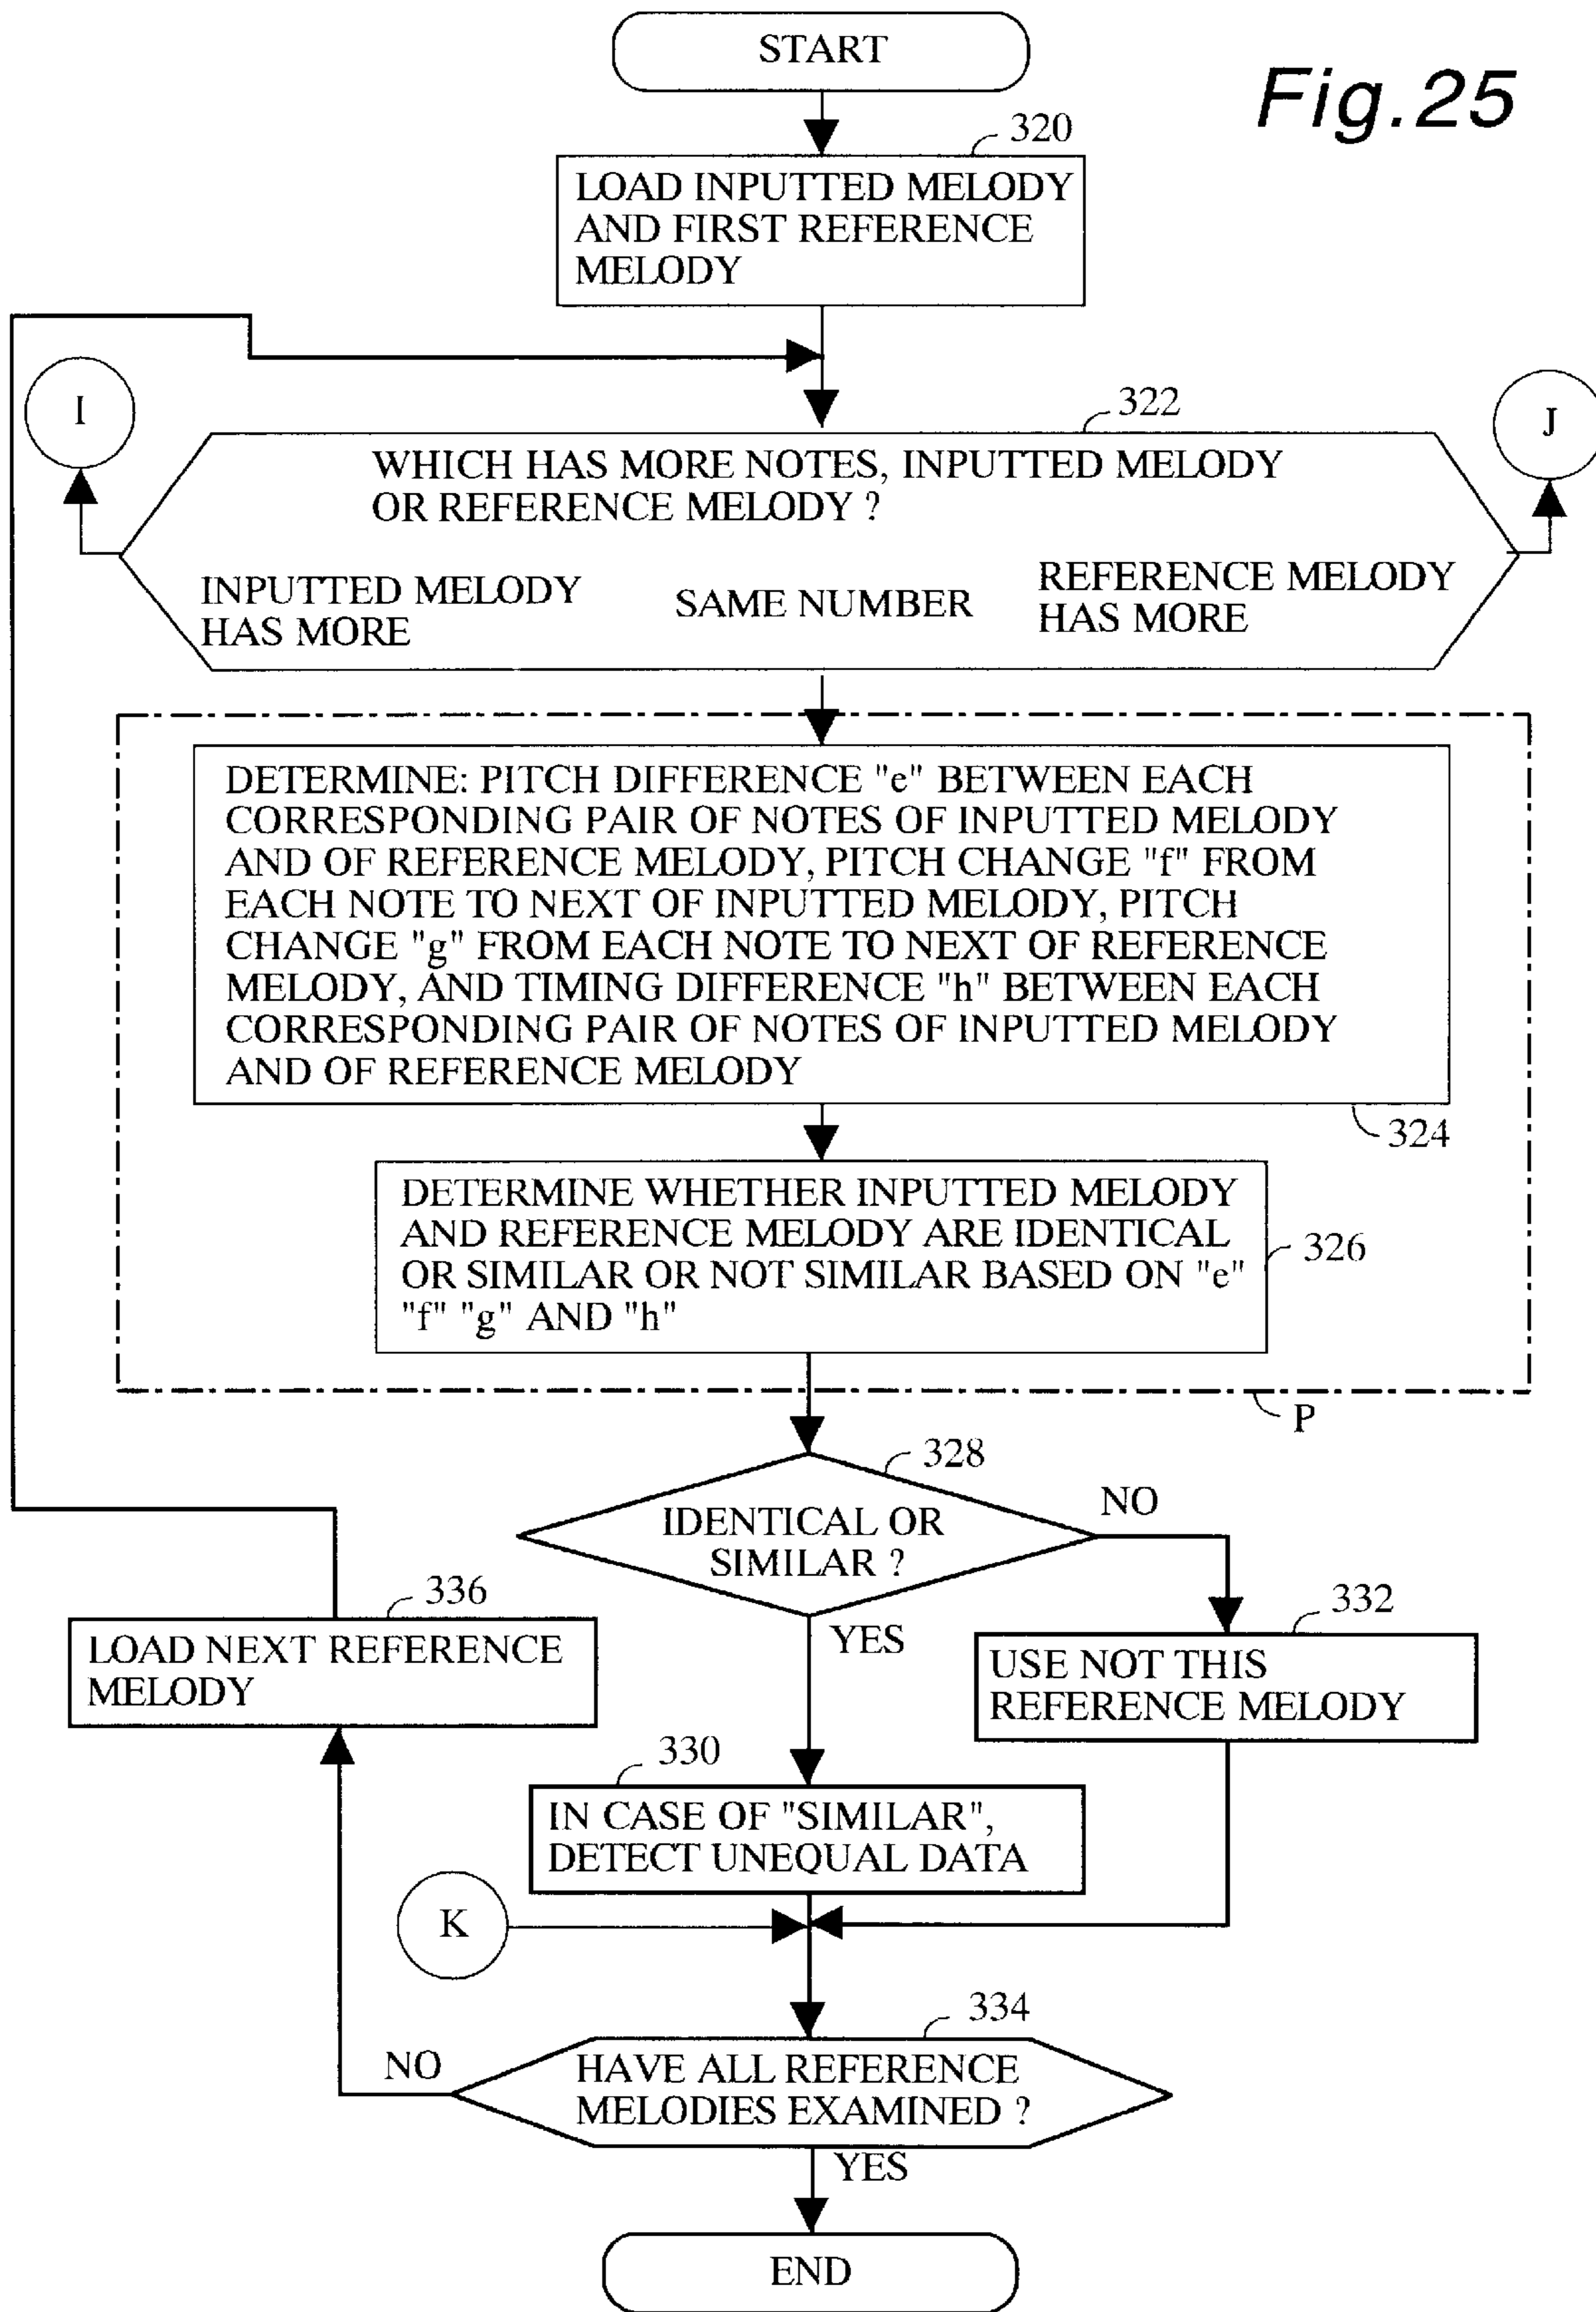 START
Fig.25
320
LOAD INPUTTED MELODY
AND FIRST REFERENCE
MELODY
I
322
J
WHICH HAS MORE NOTES, INPUTTED MELODY
OR REFERENCE MELODY ?
INPUTTED MELODY
HAS MORE
SAME NUMBER
REFERENCE MELODY
HAS MORE
DETERMINE: PITCH DIFFERENCE "e" BETWEEN EACH
CORRESPONDING PAIR OF NOTES OF INPUTTED MELODY
AND OF REFERENCE MELODY, PITCH CHANGE "f" FROM
EACH NOTE TO NEXT OF INPUTTED MELODY, PITCH
CHANGE "g" FROM EACH NOTE TO NEXT OF REFERENCE
MELODY, AND TIMING DIFFERENCE "h" BETWEEN EACH
CORRESPONDING PAIR OF NOTES OF INPUTTED MELODY
AND OF REFERENCE MELODY
324
DETERMINE WHETHER INPUTTED MELODY
AND REFERENCE MELODY ARE IDENTICAL
OR SIMILAR OR NOT SIMILAR BASED ON "e"
"f" "g" AND "h"
326
P
328
IDENTICAL OR
SIMILAR ?
NO
YES
336
LOAD NEXT REFERENCE
MELODY
332
USE NOT THIS
REFERENCE MELODY
330
IN CASE OF "SIMILAR",
DETECT UNEQUAL DATA
K
334
NO
HAVE ALL REFERENCE
MELODIES EXAMINED ?
YES
END